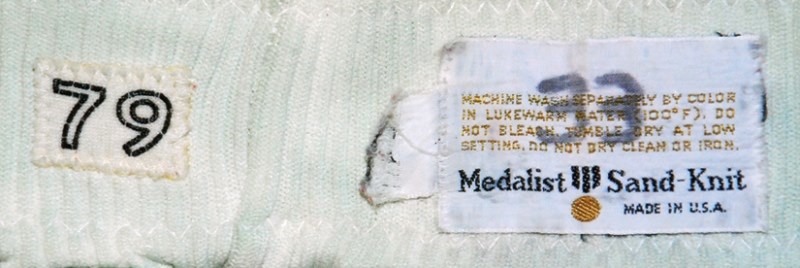 79
33
MACHINE WASH SEPARATELY BY COLOR
IN LUKEWARM WATER (100°F). DO
NOT BLEACH, TUMBLE DRY AT LOW
SETTING. DO NOT DRY CLEAN OR IRON.
Medalist Sand-Knit
MADE IN U.S.A.